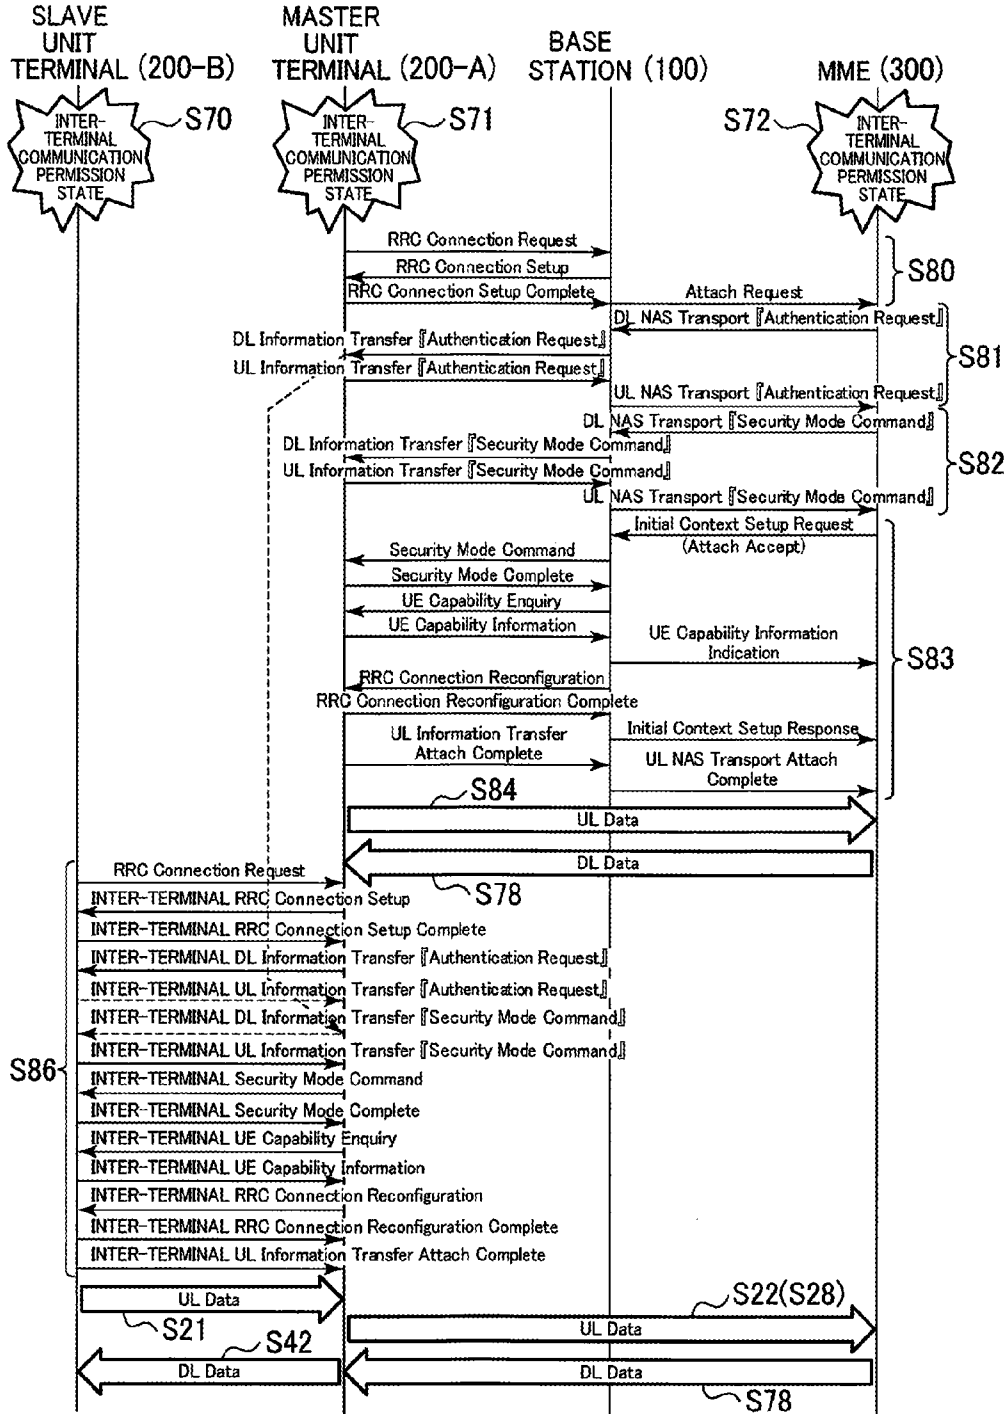 SLAVE
UNIT
TERMINAL (200-B)
MASTER
UNIT
TERMINAL (200-A)
BASE
STATION (100)
MME (300)
INTER-
TERMINAL
COMMUNICATION
PERMISSION
STATE
S70
INTER-
TERMINAL
COMMUNICATION
PERMISSION
STATE
S71
S72
INTER-
TERMINAL
COMMUNICATION
PERMISSION
STATE
RRC Connection Request
RRC Connection Setup
RRC Connection Setup Complete
Attach Request
S80
DL NAS Transport『Authentication Request』
DL Information Transfer『Authentication Request』
UL Information Transfer『Authentication Request』
UL NAS Transport『Authentication Request』
S81
DL NAS Transport『Security Mode Command』
DL Information Transfer『Security Mode Command』
UL Information Transfer『Security Mode Command』
UL NAS Transport『Security Mode Command』
S82
Initial Context Setup Request
(Attach Accept)
Security Mode Command
Security Mode Complete
UE Capability Enquiry
UE Capability Information
UE Capability Information
Indication
S83
RRC Connection Reconfiguration
RRC Connection Reconfiguration Complete
Initial Context Setup Response
UL Information Transfer
Attach Complete
UL NAS Transport Attach
Complete
S84
UL Data
DL Data
S78
RRC Connection Request
INTER-TERMINAL RRC Connection Setup
INTER-TERMINAL RRC Connection Setup Complete
INTER-TERMINAL DL Information Transfer『Authentication Request』
INTER-TERMINAL UL Information Transfer『Authentication Request』
INTER-TERMINAL DL Information Transfer『Security Mode Command』
INTER-TERMINAL UL Information Transfer『Security Mode Command』
S86
INTER-TERMINAL Security Mode Command
INTER-TERMINAL Security Mode Complete
INTER-TERMINAL UE Capability Enquiry
INTER-TERMINAL UE Capability Information
INTER-TERMINAL RRC Connection Reconfiguration
INTER-TERMINAL RRC Connection Reconfiguration Complete
INTER-TERMINAL UL Information Transfer Attach Complete
UL Data
S21
S22(S28)
UL Data
S42
DL Data
DL Data
S78